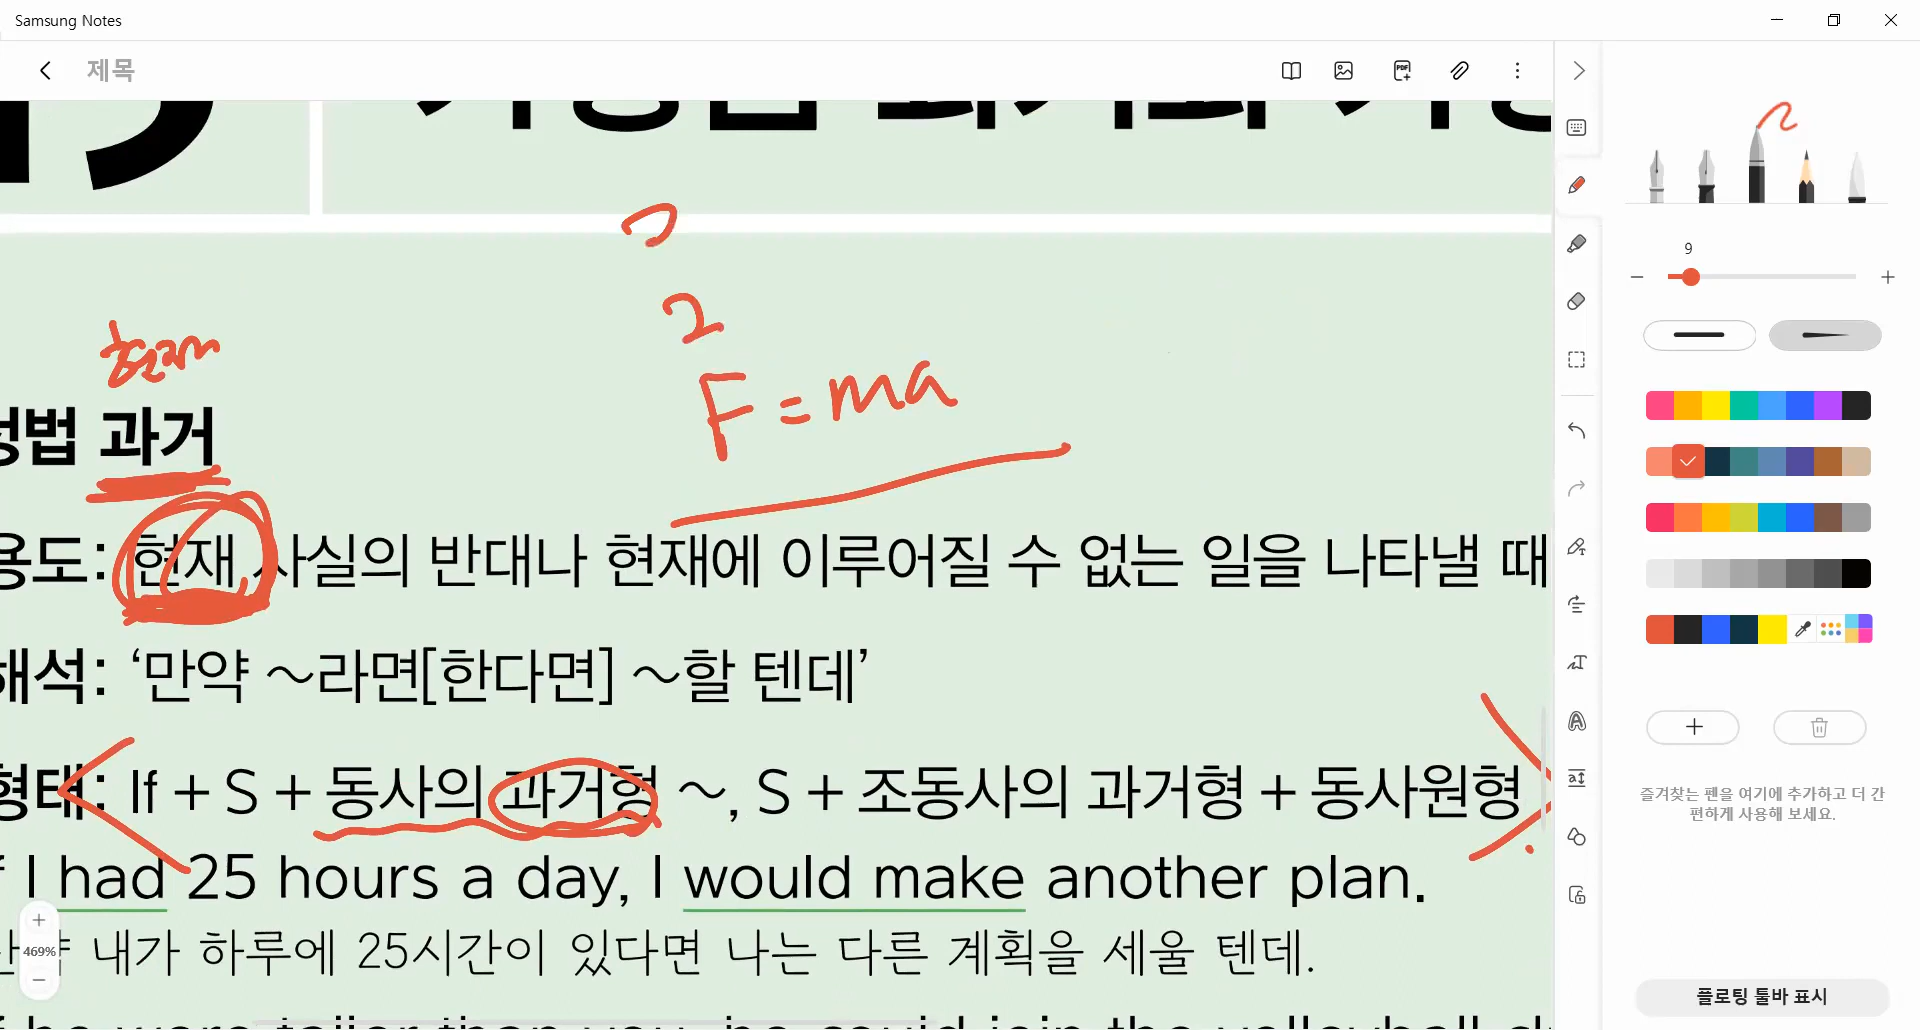 Samsung Notes
제목
PDF
9
2
현재
F=ma
법 과거
용도: 현재 사실의 반대나 현재에 이루어질 수 없는 일을 나타낼 때
해석: ‘만약 ~라면[한다면] ~할 텐데’
형태: If + S + 동사의 과거형 ~, S + 조동사의 과거형 + 동사원형
I had 25 hours a day, I would make another plan.
내가 하루에 25시간이 있다면 나는 다른 계획을 세울 텐데.
469%
즐겨찾는 펜을 여기에 추가하고 더 간
편하게 사용해 보세요.
플로팅 툴바 표시